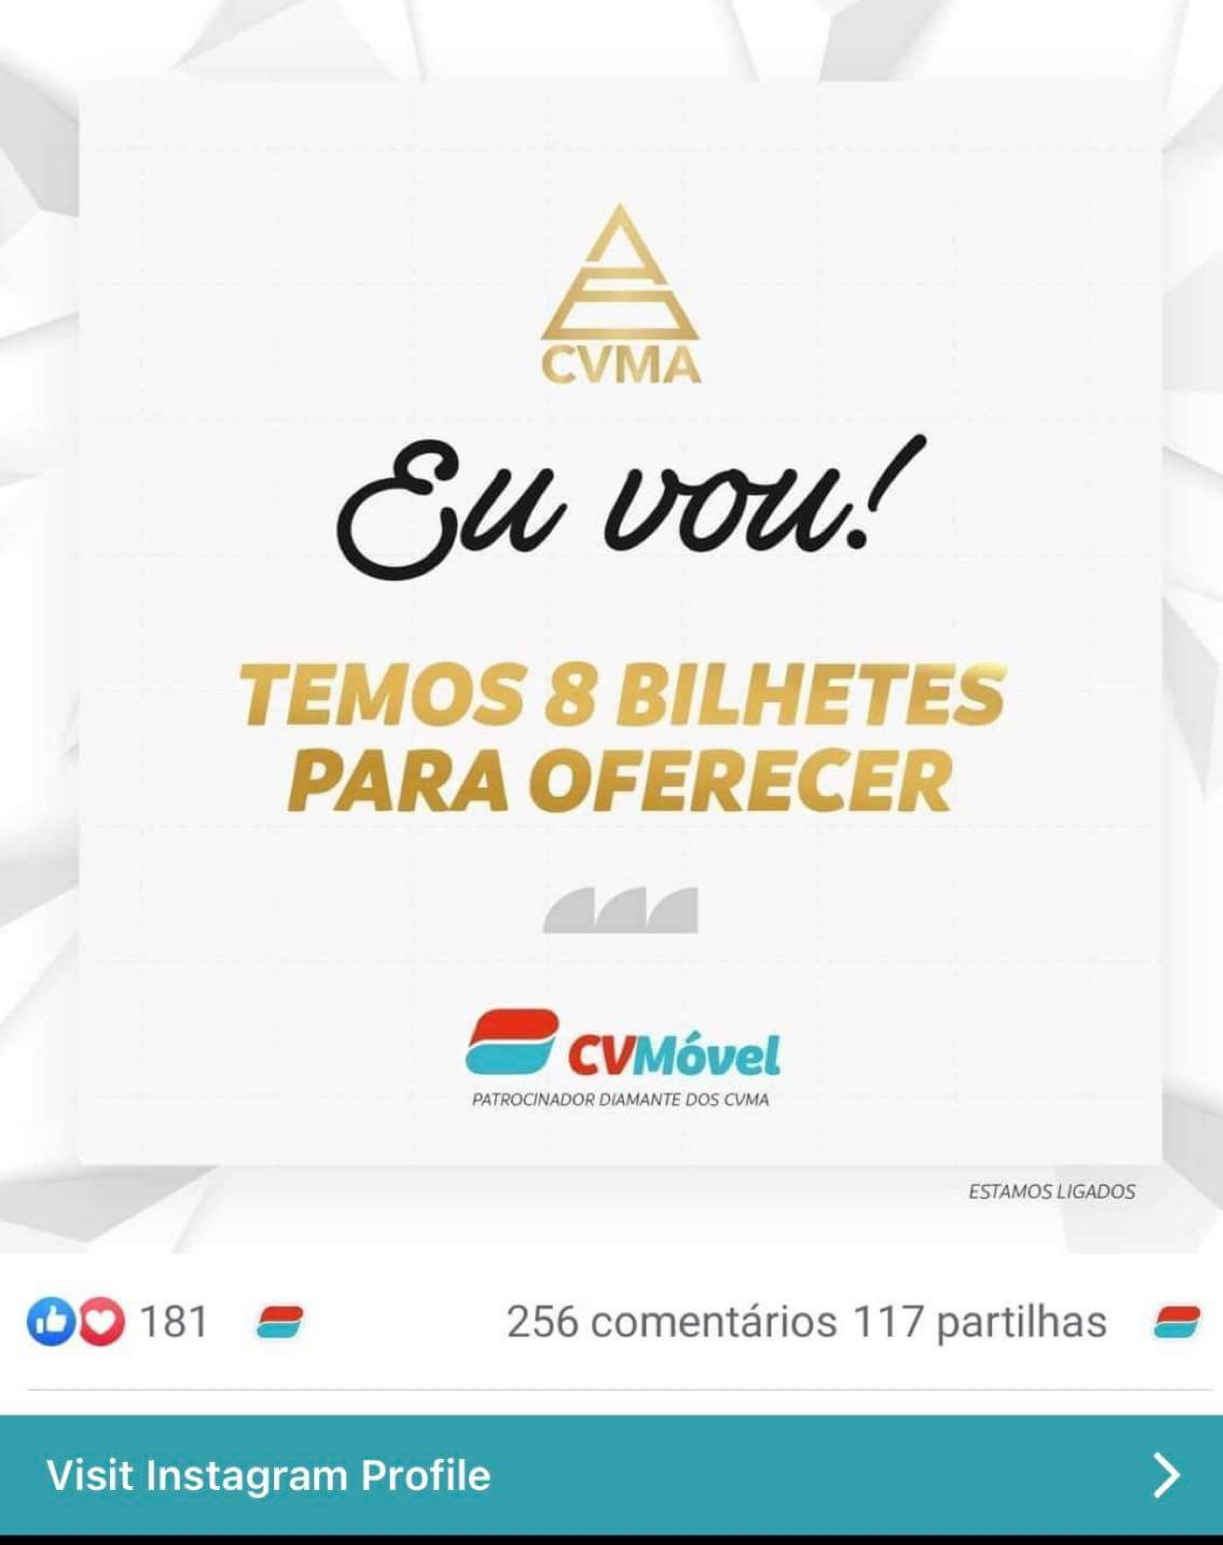 CVMA
Eu vou!
TEMOS 8 BILHETES
PARA OFERECER
CVMóvel
PATROCINADOR DIAMANTE DOS CVMA
ESTAMOS LIGADOS
181
256 comentários 117 partilhas
Visit Instagram Profile